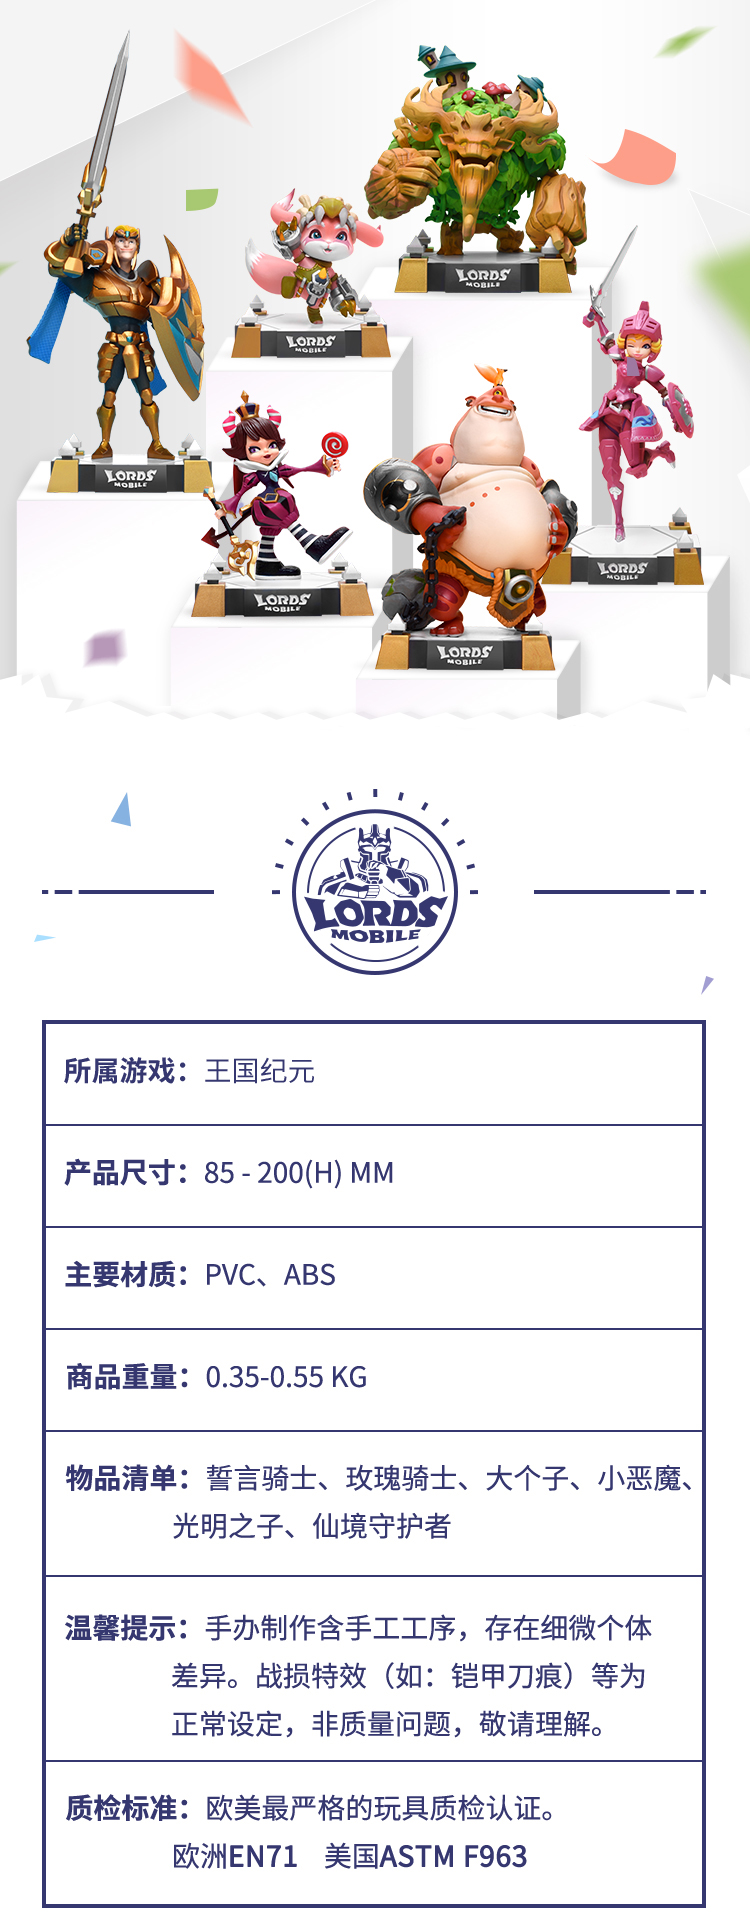 LORDS
MOBILE
LORDS
MOBILE
LORDS
MOBILE
LORDS
MOBILE
LORDS
MOBILE
LORDS
MOBILE
LORDS
MOBILE
所属游戏：王国纪元
产品尺寸：85 - 200(H) MM
主要材质：PVC、ABS
商品重量：0.35-0.55 KG
物品清单：誓言骑士、玫瑰骑士、大个子、小恶魔、
光明之子、仙境守护者
温馨提示：手办制作含手工工序，存在细微个体
差异。战损特效（如：铠甲刀痕）等为
正常设定，非质量问题，敬请理解。
质检标准：欧美最严格的玩具质检认证。
欧洲EN71 美国ASTM F963